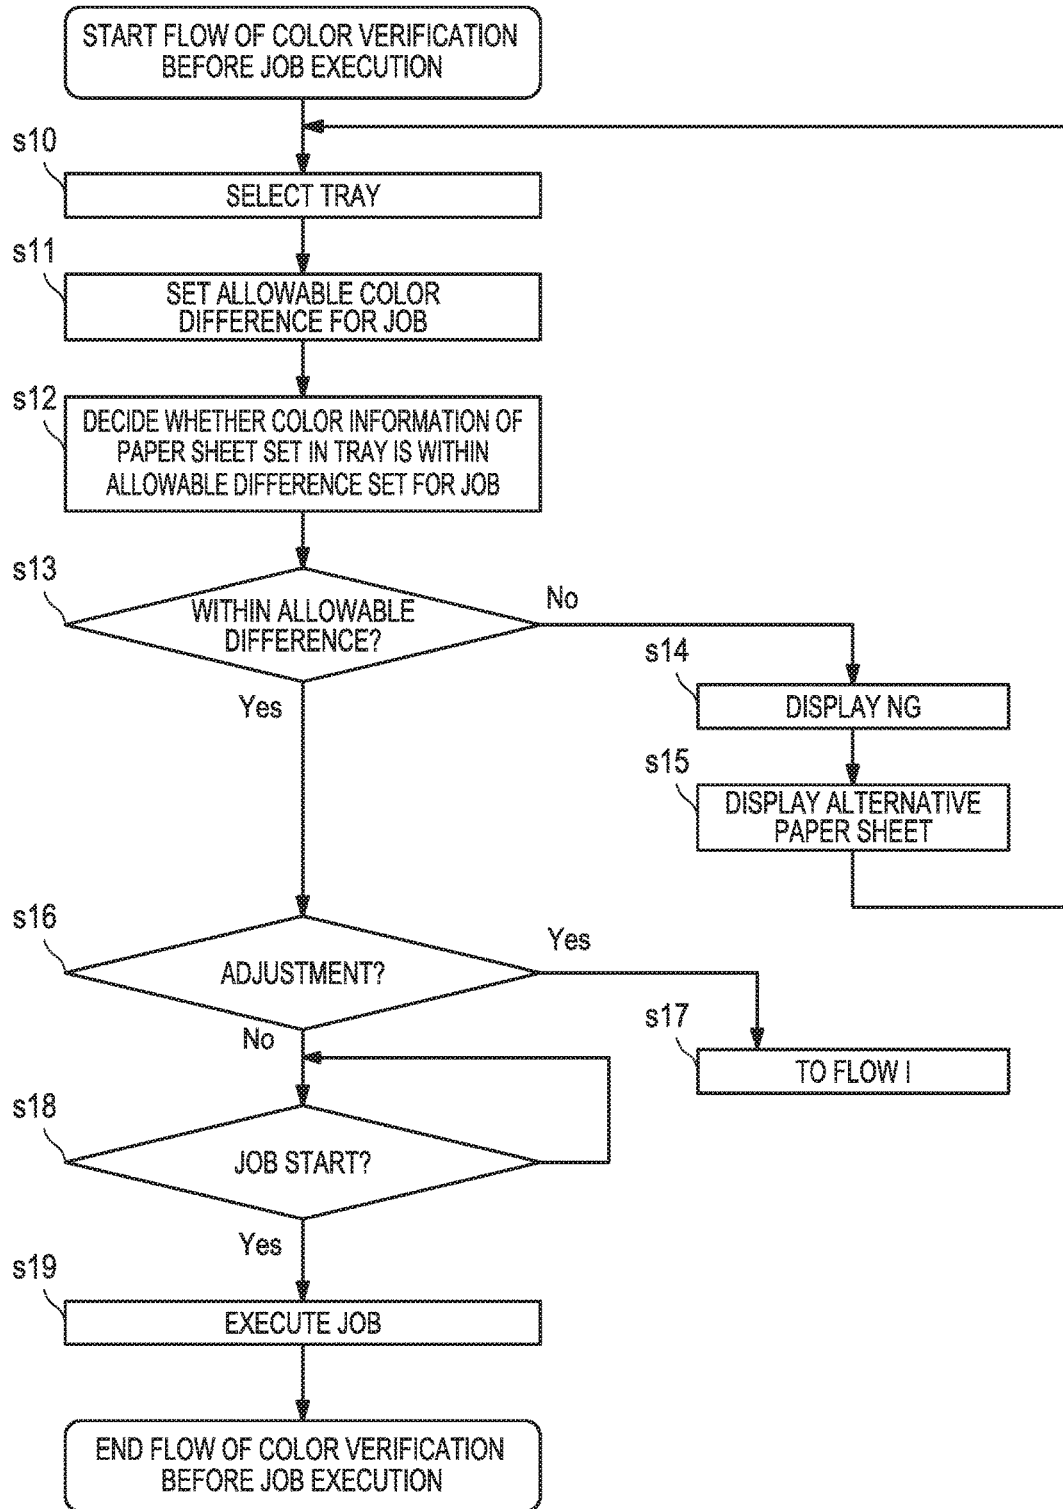 START FLOW OF COLOR VERIFICATION
BEFORE JOB EXECUTION
s10
SELECT TRAY
s11
SET ALLOWABLE COLOR
DIFFERENCE FOR JOB
s12
DECIDE WHETHER COLOR INFORMATION OF
PAPER SHEET SET IN TRAY IS WITHIN
ALLOWABLE DIFFERENCE SET FOR JOB
s13
WITHIN ALLOWABLE
DIFFERENCE?
No
Yes
s14
DISPLAY NG
s15
DISPLAY ALTERNATIVE
PAPER SHEET
s16
ADJUSTMENT?
Yes
No
s17
TO FLOW I
s18
JOB START?
Yes
s19
EXECUTE JOB
END FLOW OF COLOR VERIFICATION
BEFORE JOB EXECUTION